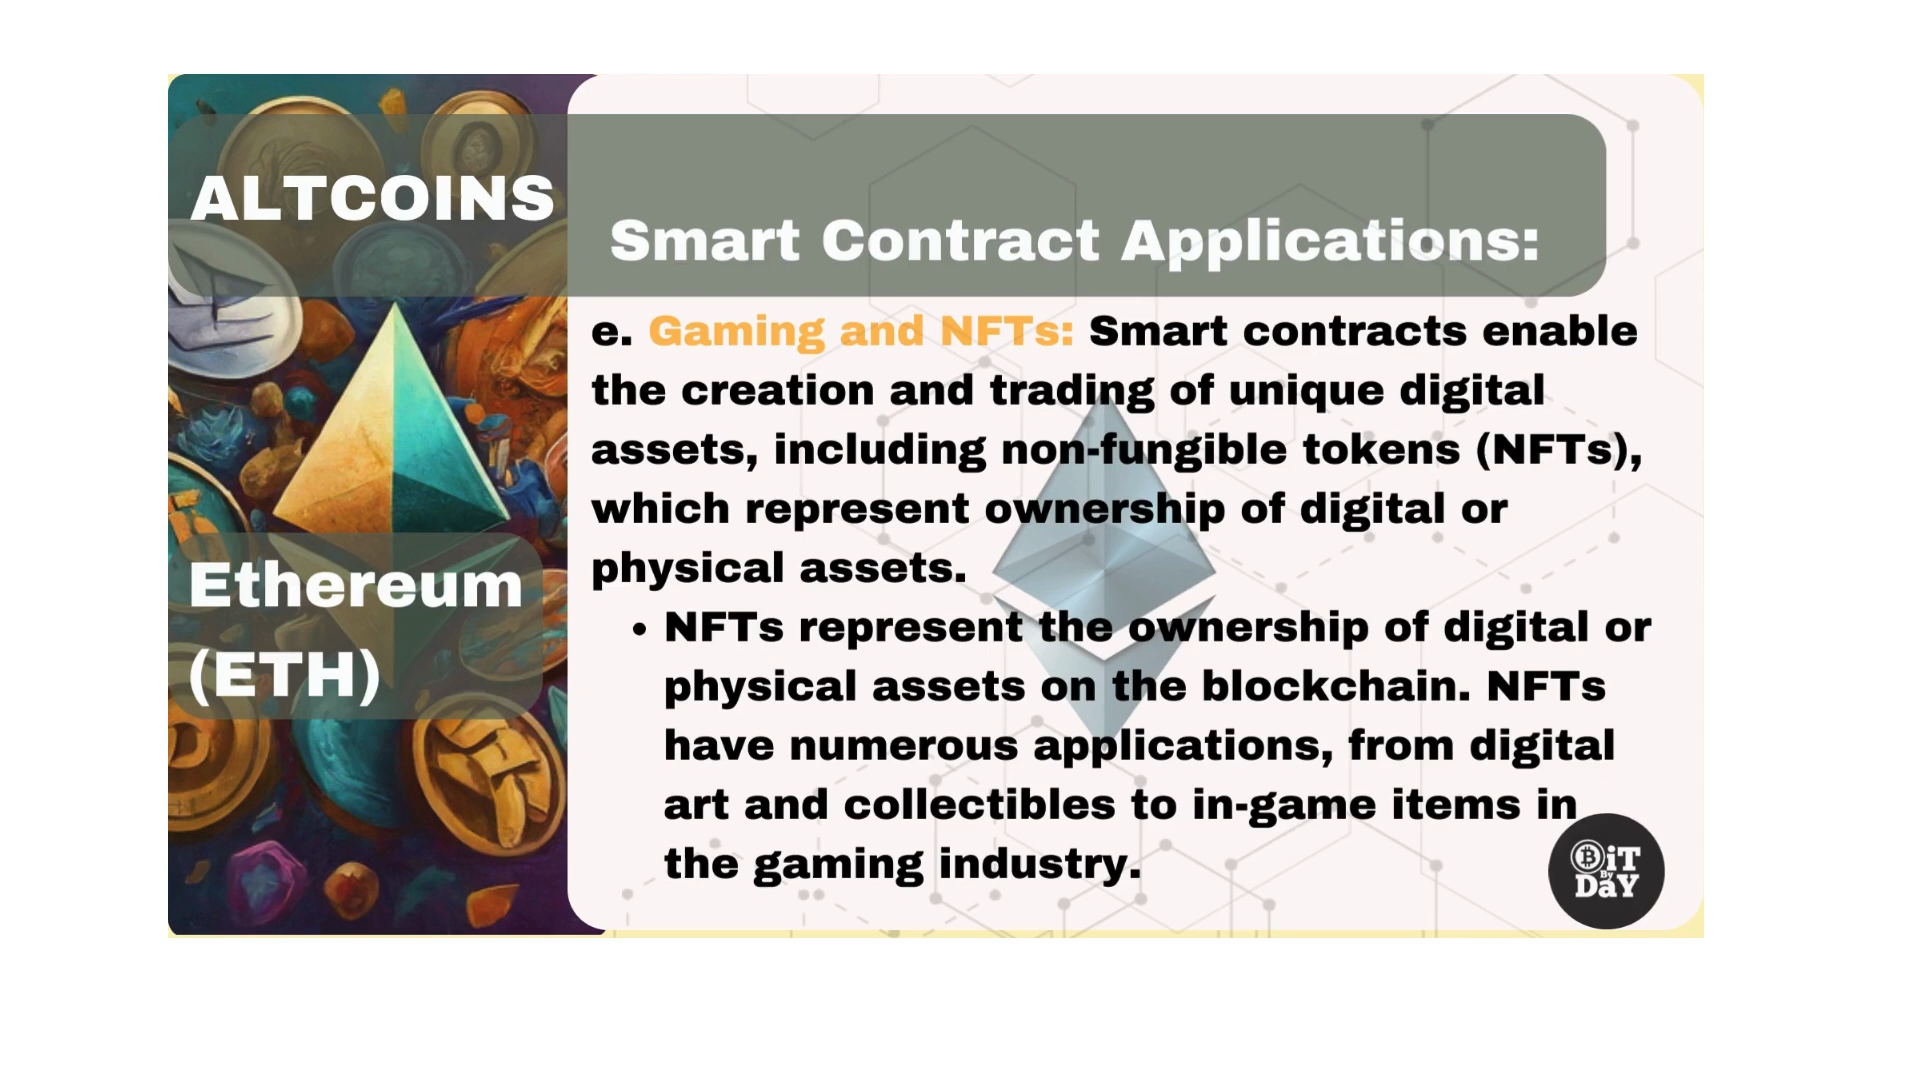 ALTCOINS
Smart Contract Applications:
e. Gaming and NFTs: Smart contracts enable
the creation and trading of unique digital
assets, including non-fungible tokens (NFTs),
which represent ownership of digital or
physical assets.
• NFTs represent the ownership of digital or
physical assets on the blockchain. NFTs
have numerous applications, from digital
art and collectibles to in-game items in
the gaming industry.
Ethereum
(ETH)
BiT
By
DaY